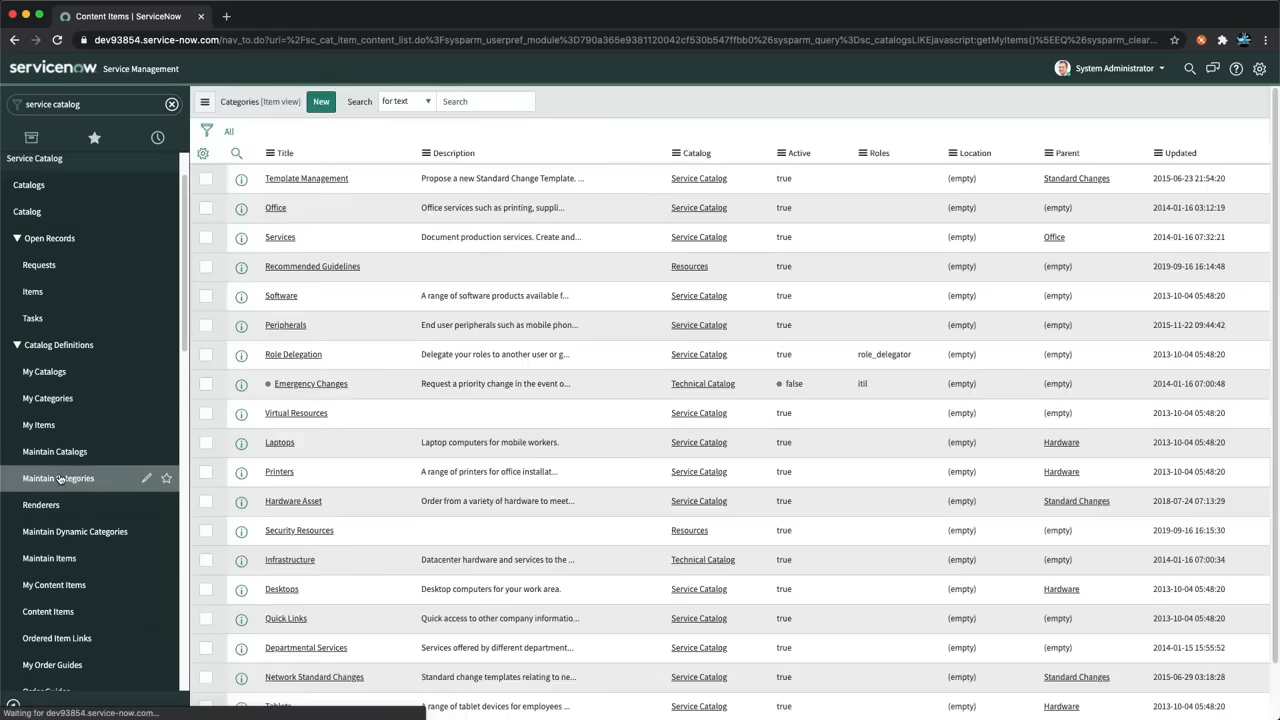 Content Items | ServiceNow
dev93854.service-now.com/nav_to.do?uri=%2Fsc_cat_item_content_list.do%3Fsysparm_userpref_module%3D790a365e9381120042cf530b547ffbb0%26sysparm_query%3Dsc_catalogsLIKEjavascript:getMyItems()%5EEQ%26sysparm_clear...
servicenow Service Management
System Administrator
service catalog
Categories [Item view] New Search for text Search
All
Title Description Catalog Active Roles Location Parent Updated
Template Management Propose a new Standard Change Template. ... Service Catalog true (empty) Standard Changes 2015-06-23 21:54:20
Office Office services such as printing, suppli... Service Catalog true (empty) (empty) 2014-01-16 03:12:19
Services Document production services. Create and... Service Catalog true (empty) Office 2014-01-16 07:32:21
Recommended Guidelines Resources true (empty) (empty) 2019-09-16 16:14:48
Software A range of software products available f... Service Catalog true (empty) (empty) 2013-10-04 05:48:20
Peripherals End user peripherals such as mobile phon... Service Catalog true (empty) (empty) 2015-11-22 09:44:42
Role Delegation Delegate your roles to another user or g... Service Catalog true role_delegator (empty) (empty) 2013-10-04 05:48:20
Emergency Changes Request a priority change in the event o... Technical Catalog false itil (empty) (empty) 2014-01-16 07:00:48
Virtual Resources Service Catalog true (empty) (empty) 2013-10-04 05:48:20
Laptops Laptop computers for mobile workers. Service Catalog true (empty) Hardware 2013-10-04 05:48:20
Printers A range of printers for office installat... Service Catalog true (empty) Hardware 2013-10-04 05:48:20
Hardware Asset Order from a variety of hardware to meet... Service Catalog true (empty) Standard Changes 2018-07-24 07:13:29
Security Resources Resources true (empty) (empty) 2019-09-16 16:15:30
Infrastructure Datacenter hardware and services to the ... Technical Catalog true (empty) (empty) 2014-01-16 07:00:34
Desktops Desktop computers for your work area. Service Catalog true (empty) Hardware 2013-10-04 05:48:20
Quick Links Quick access to other company informatio... Service Catalog true (empty) (empty) 2013-10-04 05:48:20
Departmental Services Services offered by different department... Service Catalog true (empty) (empty) 2014-01-15 15:55:52
Network Standard Changes Standard change templates relating to ne... Service Catalog true (empty) Standard Changes 2015-06-09 03:18:28
Tablets A range of tablet devices for employees ... Service Catalog true (empty) Hardware 2013-10-04 05:48:20
Service Catalog
Catalogs
Catalog
Open Records
Requests
Items
Tasks
Catalog Definitions
My Catalogs
My Categories
My Items
Maintain Catalogs
Maintain Categories
Renderers
Maintain Dynamic Categories
Maintain Items
My Content Items
Content Items
Ordered Item Links
My Order Guides
Order Guides
Waiting for dev93854.service-now.com...